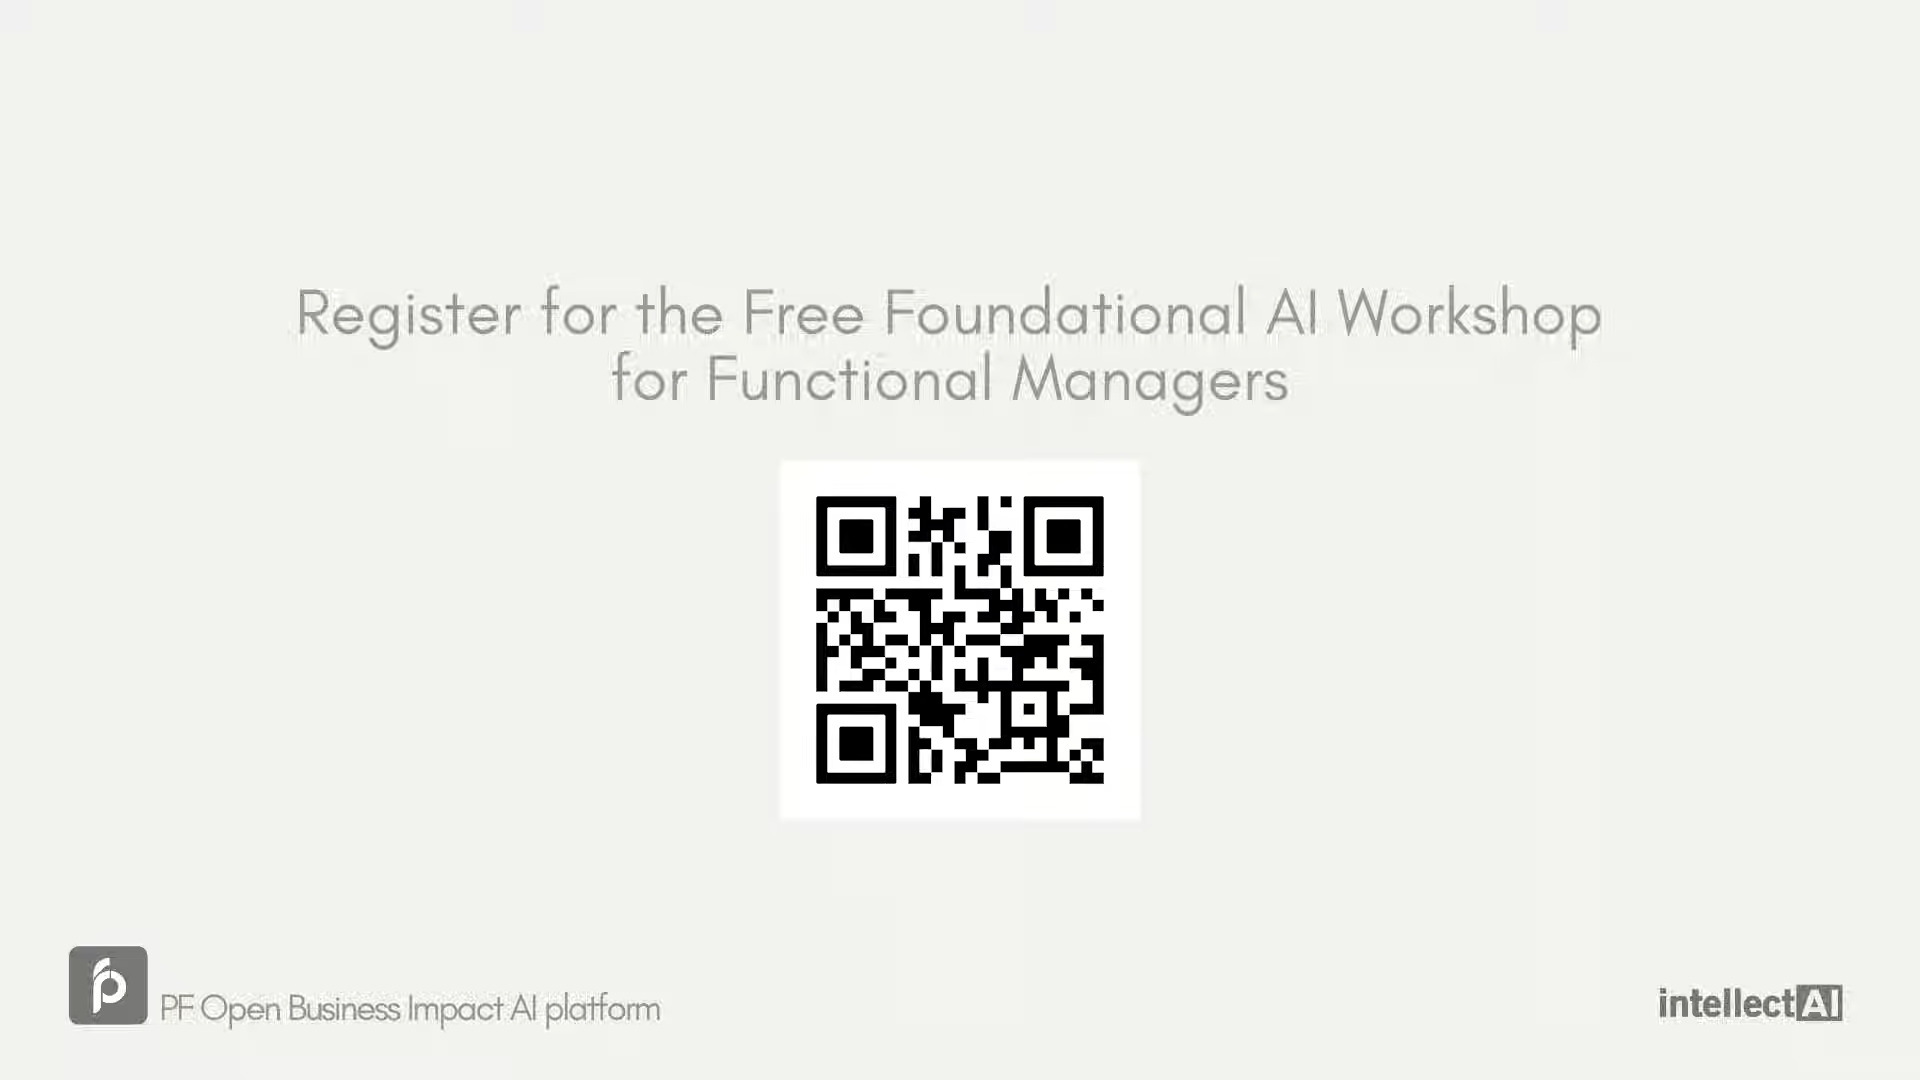 Register for the Free Foundational AI Workshop
for Functional Managers
PF Open Business Impact AI platform
intellectAI